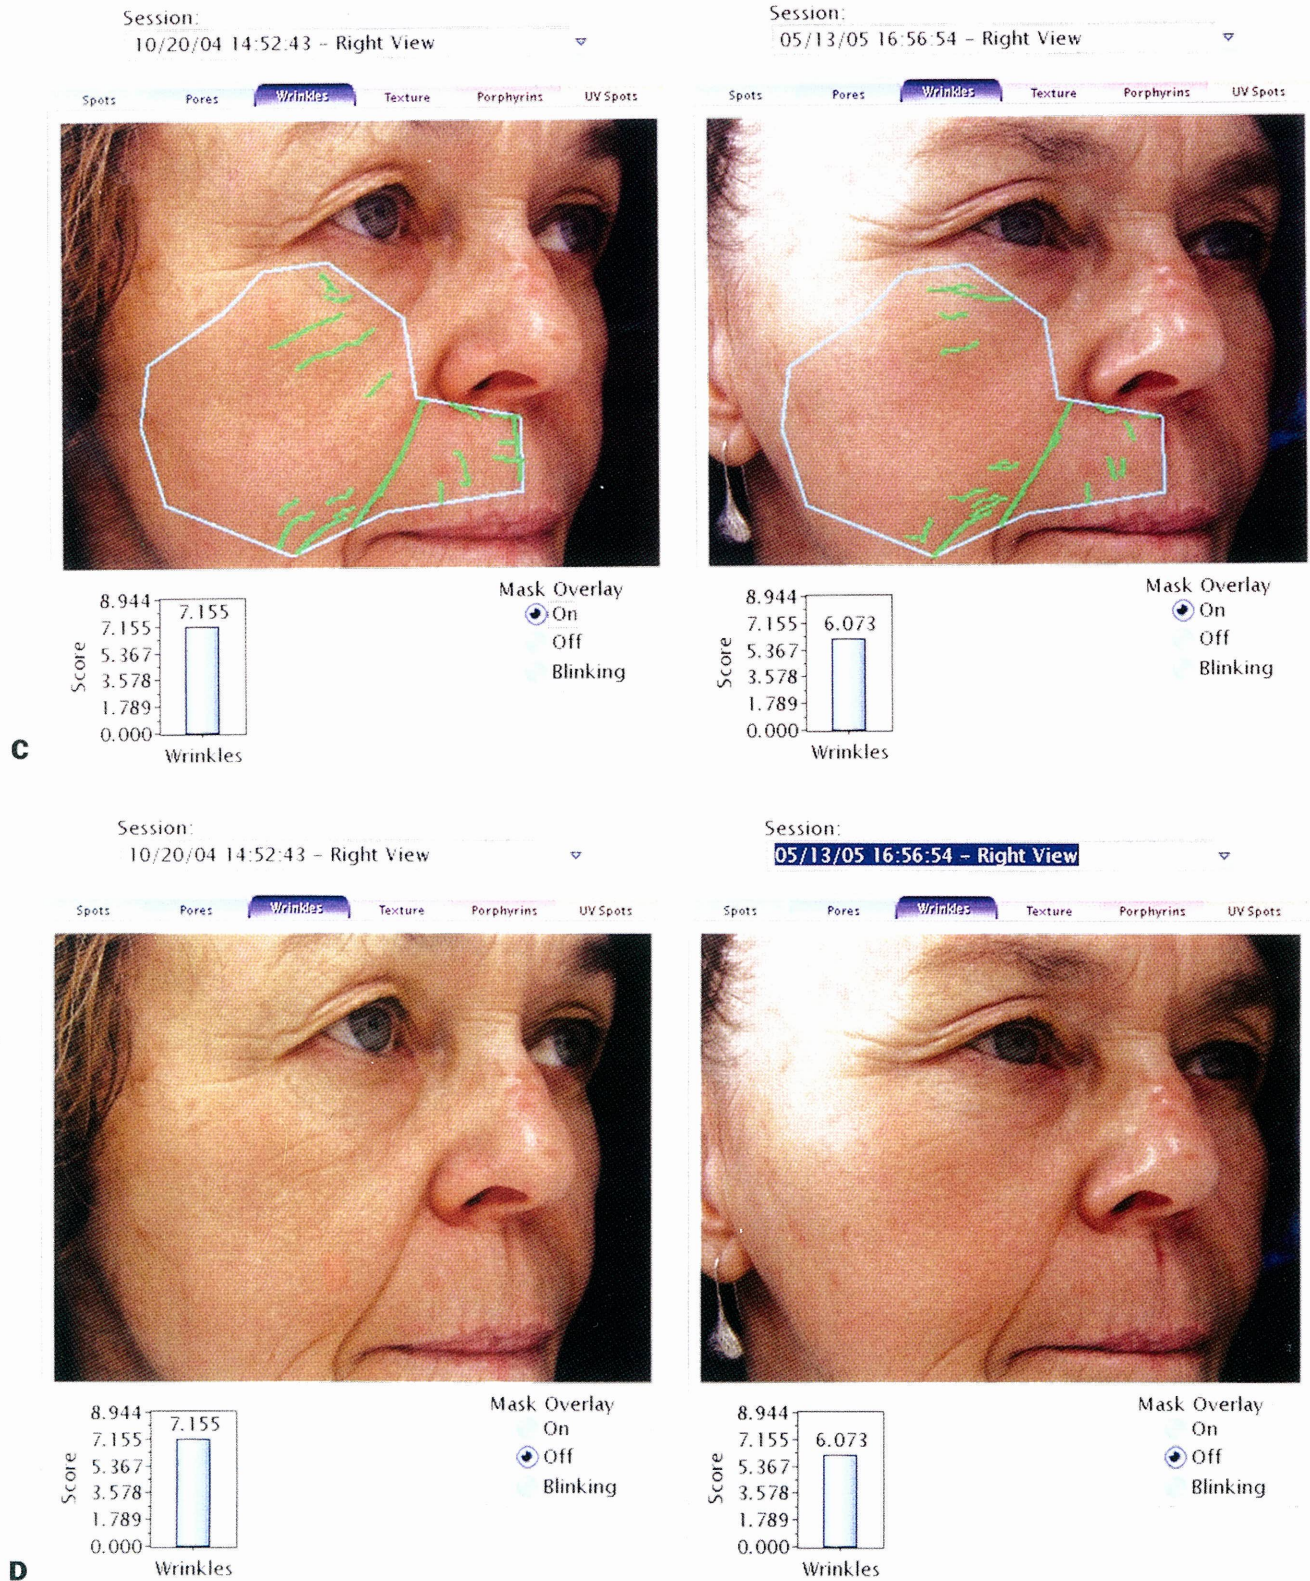 Session:
10/20/04 14:52:43 – Right View
Spots Pores Wrinkles Texture Porphyrins UV Spots
8.944
7.155
7.155
5.367
3.578
1.789
0.000
Score
Wrinkles
Mask Overlay
On
Off
Blinking
Session:
05/13/05 16:56:54 – Right View
Spots Pores Wrinkles Texture Porphyrins UV Spots
8.944
7.155
6.073
5.367
3.578
1.789
0.000
Score
Wrinkles
Mask Overlay
On
Off
Blinking
C
Session:
10/20/04 14:52:43 – Right View
Spots Pores Wrinkles Texture Porphyrins UV Spots
8.944
7.155
7.155
5.367
3.578
1.789
0.000
Score
Wrinkles
Mask Overlay
On
Off
Blinking
Session:
05/13/05 16:56:54 – Right View
Spots Pores Wrinkles Texture Porphyrins UV Spots
8.944
7.155
6.073
5.367
3.578
1.789
0.000
Score
Wrinkles
Mask Overlay
On
Off
Blinking
D